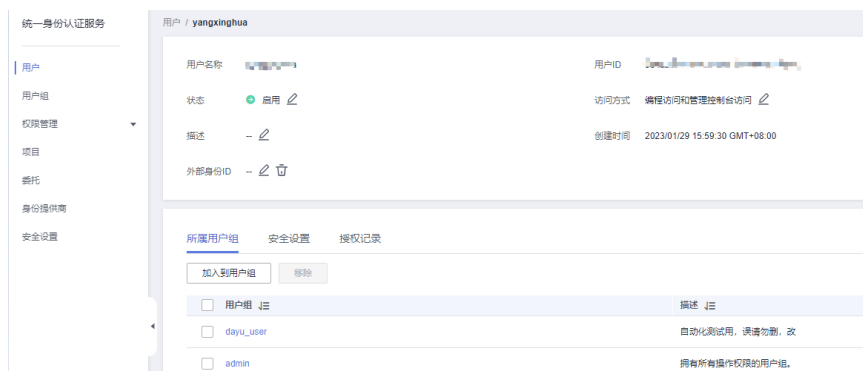 统一身份认证服务
用户 / yangxinghua
用户
用户组
权限管理
项目
委托
身份提供商
安全设置
用户名称
用户ID
状态 启用
访问方式 编程访问和管理控制台访问
描述 --
创建时间 2023/01/29 15:59:30 GMT+08:00
外部身份ID --
所属用户组 安全设置 授权记录
加入到用户组 移除
用户组 描述
dayu_user 自动化测试用，误请勿删，改
admin 拥有所有操作权限的用户组。